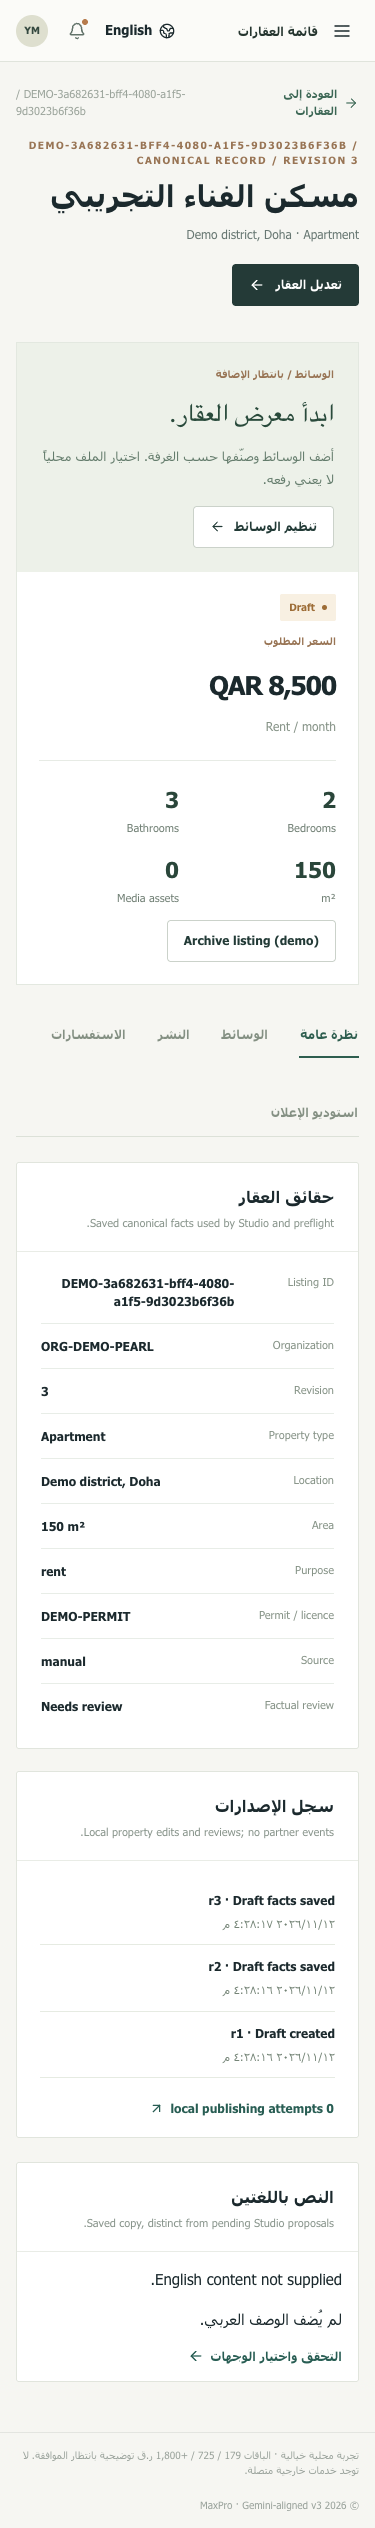 قائمة العقارات
English
YM
العودة إلى العقارات
/ DEMO-3a682631-bff4-4080-a1f5-9d3023b6f36b
DEMO-3A682631-BFF4-4080-A1F5-9D3023B6F36B /
CANONICAL RECORD / REVISION 3
مسكن الفناء التجريبي
Demo district, Doha · Apartment
تعديل العقار
الوسائط / بانتظار الإضافة
ابدأ معرض العقار.
أضف الوسائط وصنّفها حسب الغرفة. اختيار الملف محلياً
لا يعني رفعه.
تنظيم الوسائط
Draft
السعر المطلوب
QAR 8,500
Rent / month
2
Bedrooms
3
Bathrooms
150
m²
0
Media assets
Archive listing (demo)
نظرة عامة
الوسائط
النشر
الاستفسارات
استوديو الإعلان
حقائق العقار
Saved canonical facts used by Studio and preflight.
Listing ID
DEMO-3a682631-bff4-4080-
a1f5-9d3023b6f36b
Organization
ORG-DEMO-PEARL
Revision
3
Property type
Apartment
Location
Demo district, Doha
Area
150 m²
Purpose
rent
Permit / licence
DEMO-PERMIT
Source
manual
Factual review
Needs review
سجل الإصدارات
Local property edits and reviews; no partner events.
r3 · Draft facts saved
١٢‏/١١‏/٢٠٢٦ ٤:٣٨:١٧ م
r2 · Draft facts saved
١٢‏/١١‏/٢٠٢٦ ٤:٣٨:١٦ م
r1 · Draft created
١٢‏/١١‏/٢٠٢٦ ٤:٣٨:١٦ م
0 local publishing attempts
النص باللغتين
Saved copy, distinct from pending Studio proposals.
English content not supplied.
لم يُضف الوصف العربي.
التحقق واختيار الوجهات
تجربة محلية خيالية · الباقات 179 / 725 / +1,800 ر.ق توضيحية بانتظار الموافقة. لا
توجد خدمات خارجية متصلة.
© 2026 MaxPro · Gemini-aligned v3